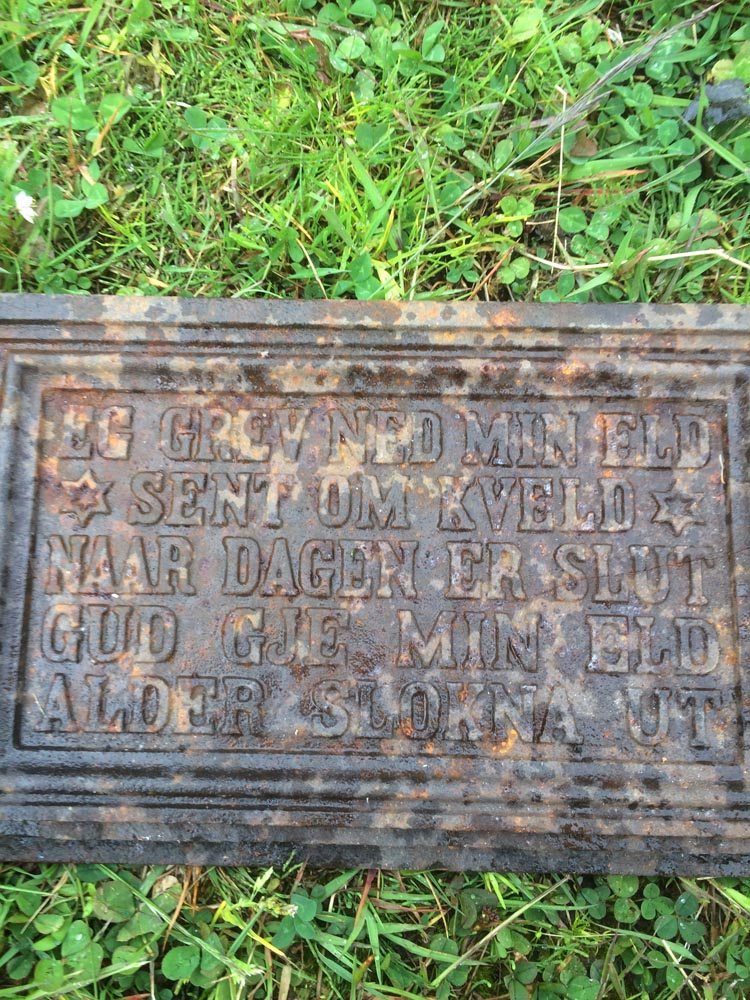 EG GREV NED MIN ELD
SENT OM KVELD
NAAR DAGEN ER SLUT
GUD GJE MIN ELD
ALDER SLOKNA UT